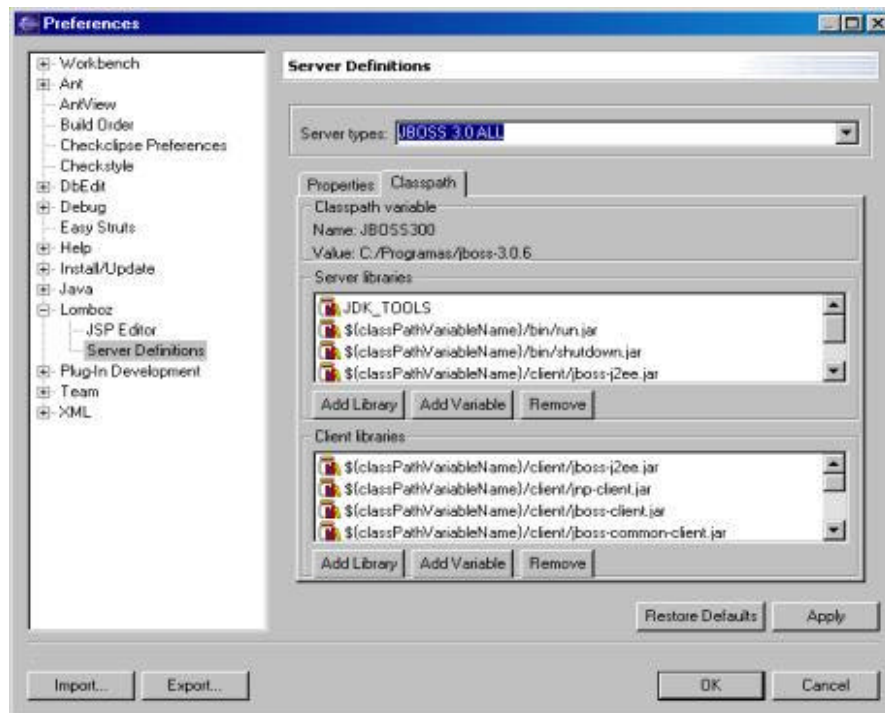 Preferences
Workbench
Ant
AntView
Build Order
Checkclipse Preferences
Checkstyle
DbEdit
Debug
Easy Struts
Help
Install/Update
Java
Lomboz
JSP Editor
Server Definitions
Plug-In Development
Team
XML
Server Definitions
Server types: JBOSS 3.0 ALL
Properties Classpath
Classpath variable
Name: JBOSS300
Value: C:/Programas/jboss-3.0.6
Server libraries
JDK_TOOLS
${classPathVariableName}/bin/run.jar
${classPathVariableName}/bin/shutdown.jar
${classPathVariableName}/client/jboss-j2ee.jar
Add Library Add Variable Remove
Client libraries
${classPathVariableName}/client/jboss-j2ee.jar
${classPathVariableName}/client/jnp-client.jar
${classPathVariableName}/client/jboss-client.jar
${classPathVariableName}/client/jboss-common-client.jar
Add Library Add Variable Remove
Restore Defaults Apply
Import... Export... OK Cancel